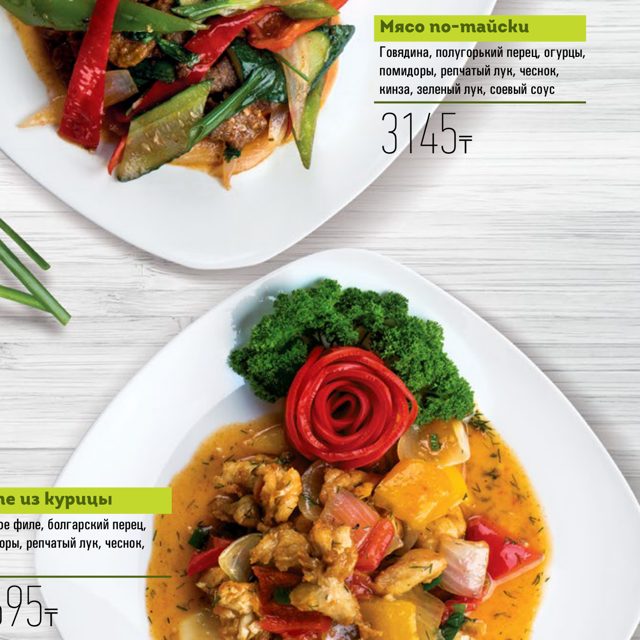 Мясо по-тайски
Говядина, полугорький перец, огурцы,
помидоры, репчатый лук, чеснок,
кинза, зеленый лук, соевый соус
3145₸
из курицы
филе, болгарский перец,
репчатый лук, чеснок,
95₸